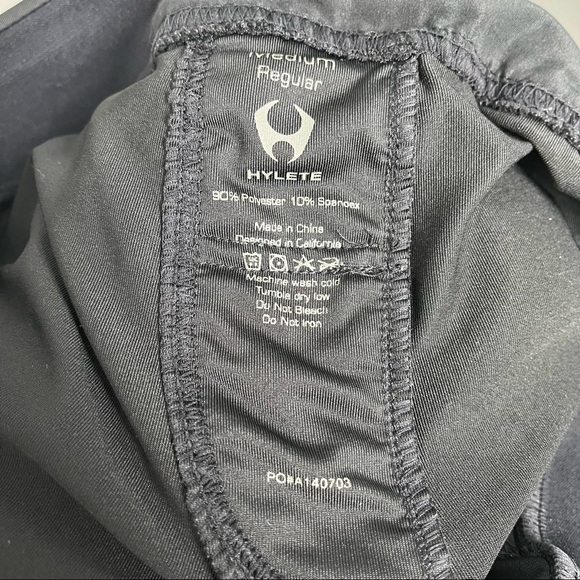 Medium
Regular
HYLETE
90% Polyester 10% Spandex
Made in China
Designed in California
Machine wash cold
Tumble dry low
Do Not Bleach
Do Not Iron
PO#A140703